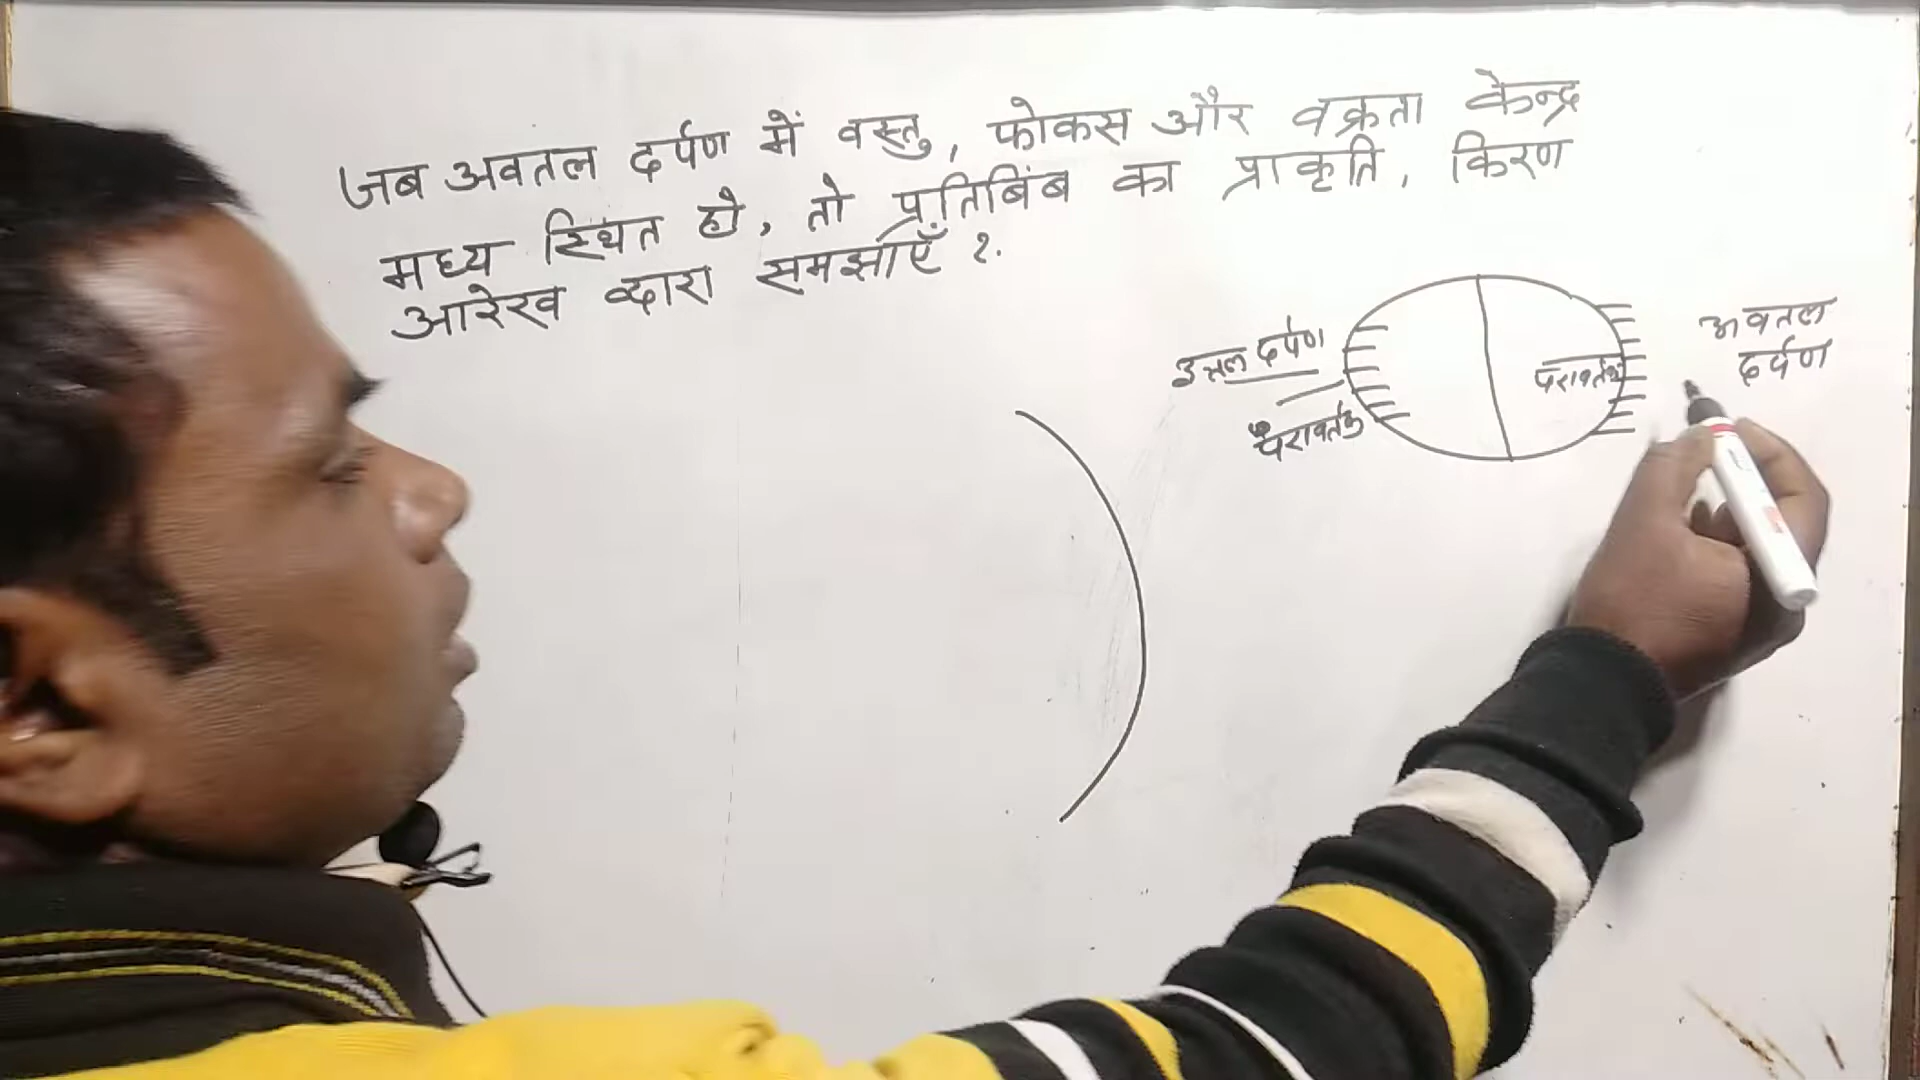 जब अवतल दर्पण में वस्तु, फोकस और वक्रता केन्द्र
मध्य स्थित हो, तो प्रतिबिंब का प्राकृति, किरण
आरेख व्दारा समझाएँ ?.
उत्तल दर्पण
परावर्तक
परावर्तक
अवतल
दर्पण